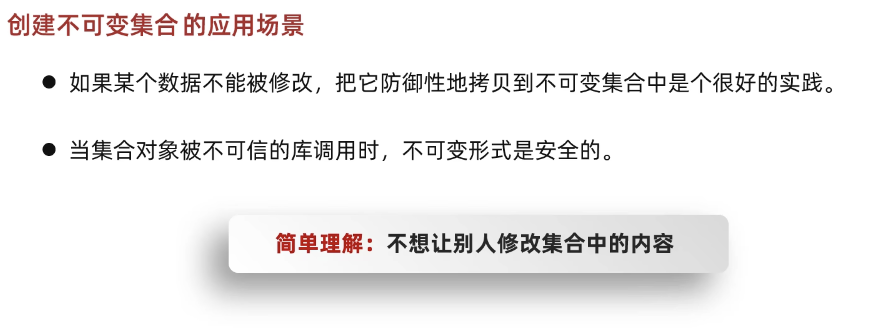 创建不可变集合的应用场景
● 如果某个数据不能被修改，把它防御性地拷贝到不可变集合中是个很好的实践。
● 当集合对象被不可信的库调用时，不可变形式是安全的。
简单理解：不想让别人修改集合中的内容